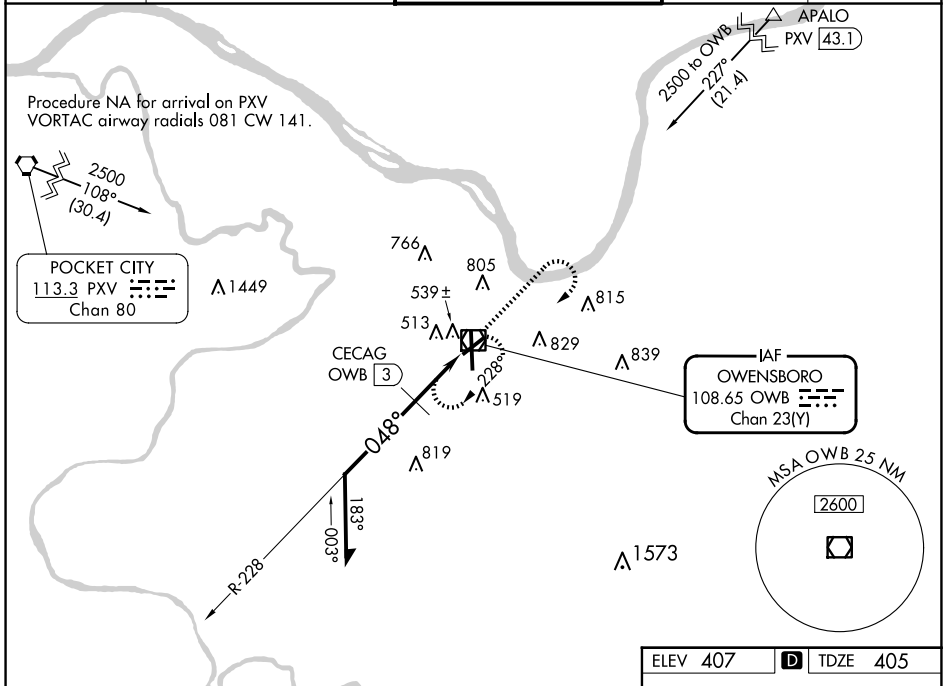 APALO
PXV 43.1
2500 to OWB
227°
(21.4)
Procedure NA for arrival on PXV
VORTAC airway radials 081 CW 141.
2500
108°
(30.4)
POCKET CITY
113.3 PXV
Chan 80
1449
766
805
539±
513
815
829
839
CECAG
OWB 3
228°
519
IAF
OWENSBORO
108.65 OWB
Chan 23(Y)
048°
819
183°
003°
R-228
1573
MSA OWB 25 NM
2600
ELEV 407 D TDZE 405